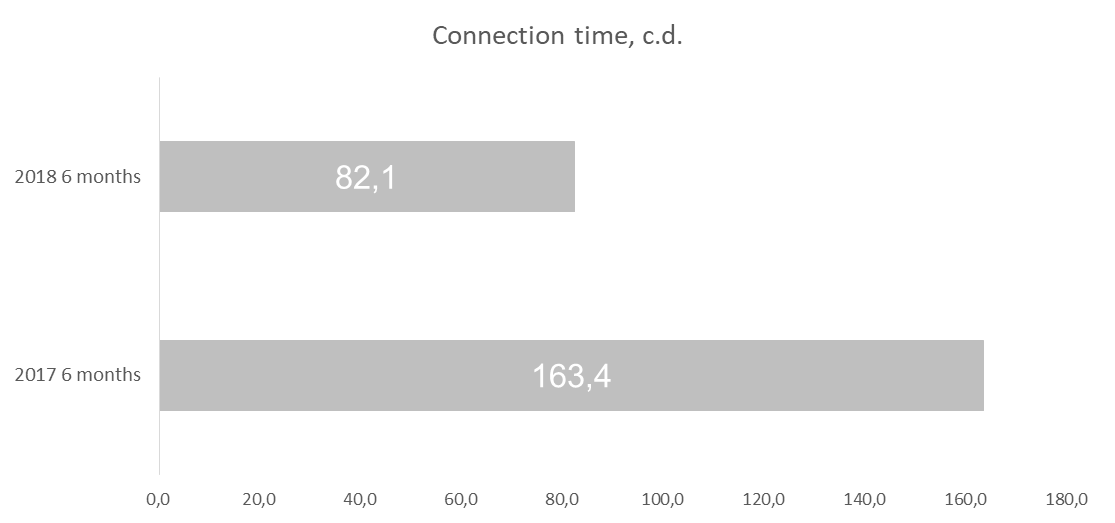 Connection time, c.d.
2018 6 months
82,1
2017 6 months
163,4
0,0 20,0 40,0 60,0 80,0 100,0 120,0 140,0 160,0 180,0